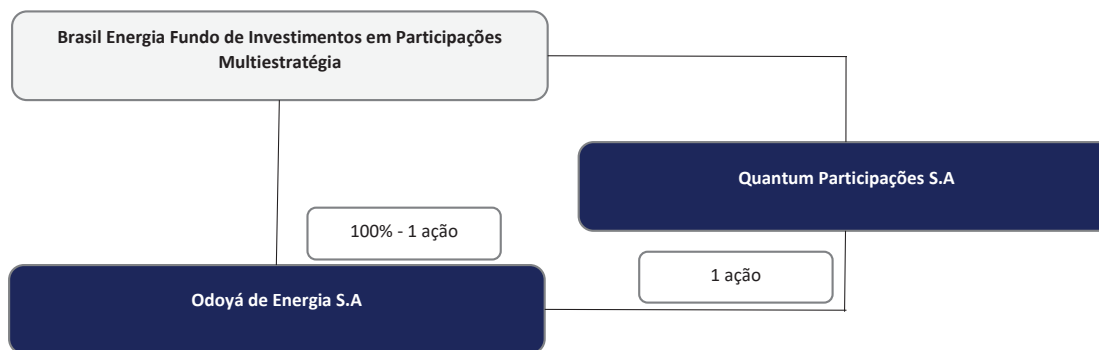 Brasil Energia Fundo de Investimentos em Participações
Multiestratégia
Quantum Participações S.A
100% - 1 ação
1 ação
Odoyá de Energia S.A